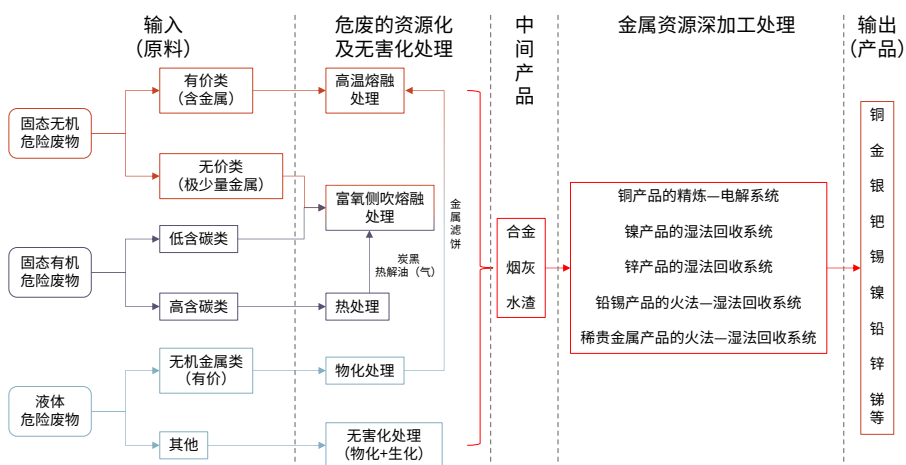 输入
（原料）
危废的资源化
及无害化处理
中
间
产
品
金属资源深加工处理
输出
（产品）
固态无机
危险废物
有价类
（含金属）
无价类
（极少量金属）
高温熔融
处理
富氧侧吹熔融
处理
固态有机
危险废物
低含碳类
高含碳类
热处理
炭黑
热解油（气）
金
属
滤
饼
液体
危险废物
无机金属类
（有价）
其他
物化处理
无害化处理
（物化+生化）
合金
烟灰
水渣
铜产品的精炼—电解系统
镍产品的湿法回收系统
锌产品的湿法回收系统
铅锡产品的火法—湿法回收系统
稀贵金属产品的火法—湿法回收系统
铜
金
银
钯
锡
镍
铅
锌
锑
等